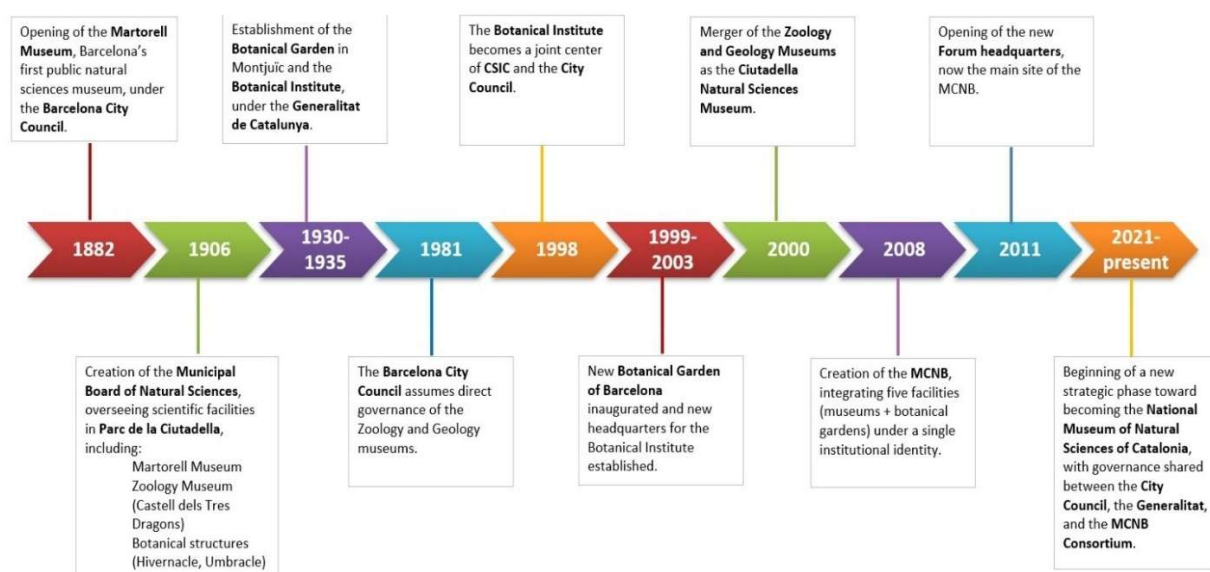 Opening of the Martorell
Museum, Barcelona's
first public natural
sciences museum, under
the Barcelona City
Council.
Establishment of the
Botanical Garden in
Montjuïc and the
Botanical Institute,
under the Generalitat
de Catalunya.
The Botanical Institute
becomes a joint center
of CSIC and the City
Council.
Merger of the Zoology
and Geology Museums
as the Ciutadella
Natural Sciences
Museum.
Opening of the new
Forum headquarters,
now the main site of the
MCNB.
1882
1906
1930-
1935
1981
1998
1999-
2003
2000
2008
2011
2021-
present
Creation of the Municipal
Board of Natural Sciences,
overseeing scientific facilities
in Parc de la Ciutadella,
including:
Martorell Museum
Zoology Museum
(Castell dels Tres
Dragons)
Botanical structures
(Hivernacle, Umbracle)
The Barcelona City
Council assumes direct
governance of the
Zoology and Geology
museums.
New Botanical Garden
of Barcelona
inaugurated and new
headquarters for the
Botanical Institute
established.
Creation of the MCNB,
integrating five facilities
(museums + botanical
gardens) under a single
institutional identity.
Beginning of a new
strategic phase toward
becoming the National
Museum of Natural
Sciences of Catalonia,
with governance shared
between the City
Council, the Generalitat,
and the MCNB
Consortium.